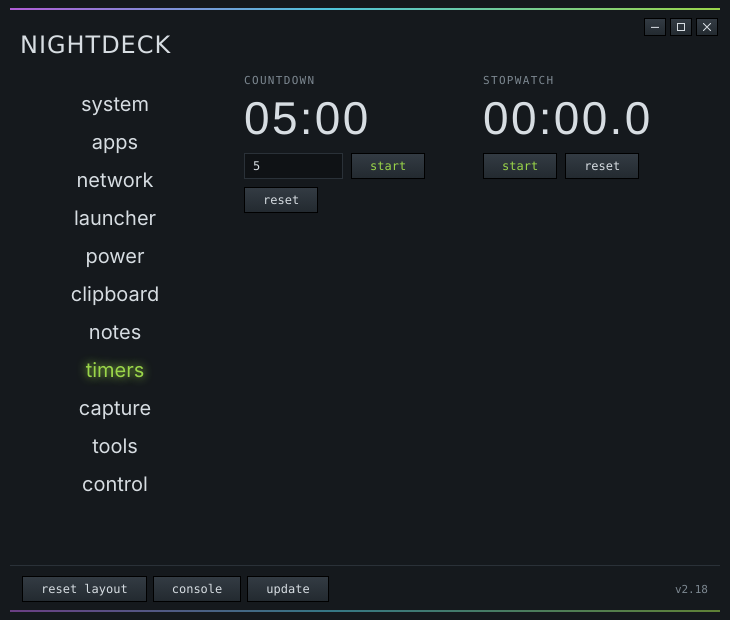 NIGHTDECK
system
apps
network
launcher
power
clipboard
notes
timers
capture
tools
control
COUNTDOWN
05:00
5 start
reset
STOPWATCH
00:00.0
start reset
reset layout console update v2.18